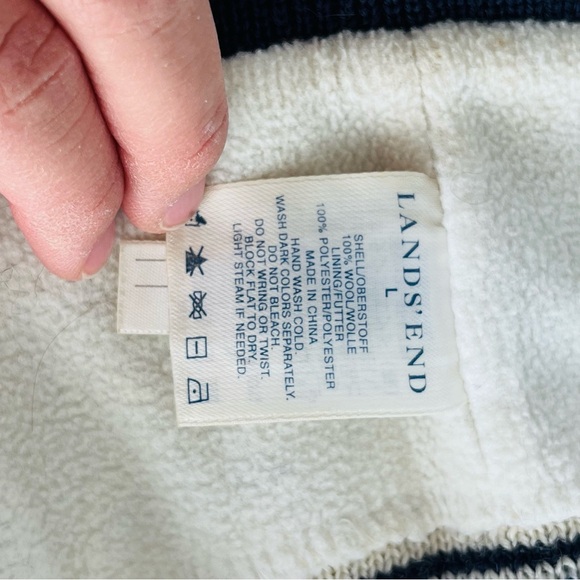 LANDS' END
L
SHELL/OBERSTOFF
100% WOOL/WOLLE
LINING/FUTTER
100% POLYESTER/POLYESTER
MADE IN CHINA
HAND WASH COLD.
WASH DARK COLORS SEPARATELY.
DO NOT BLEACH.
DO NOT WRING OR TWIST.
BLOCK FLAT TO DRY.
LIGHT STEAM IF NEEDED.